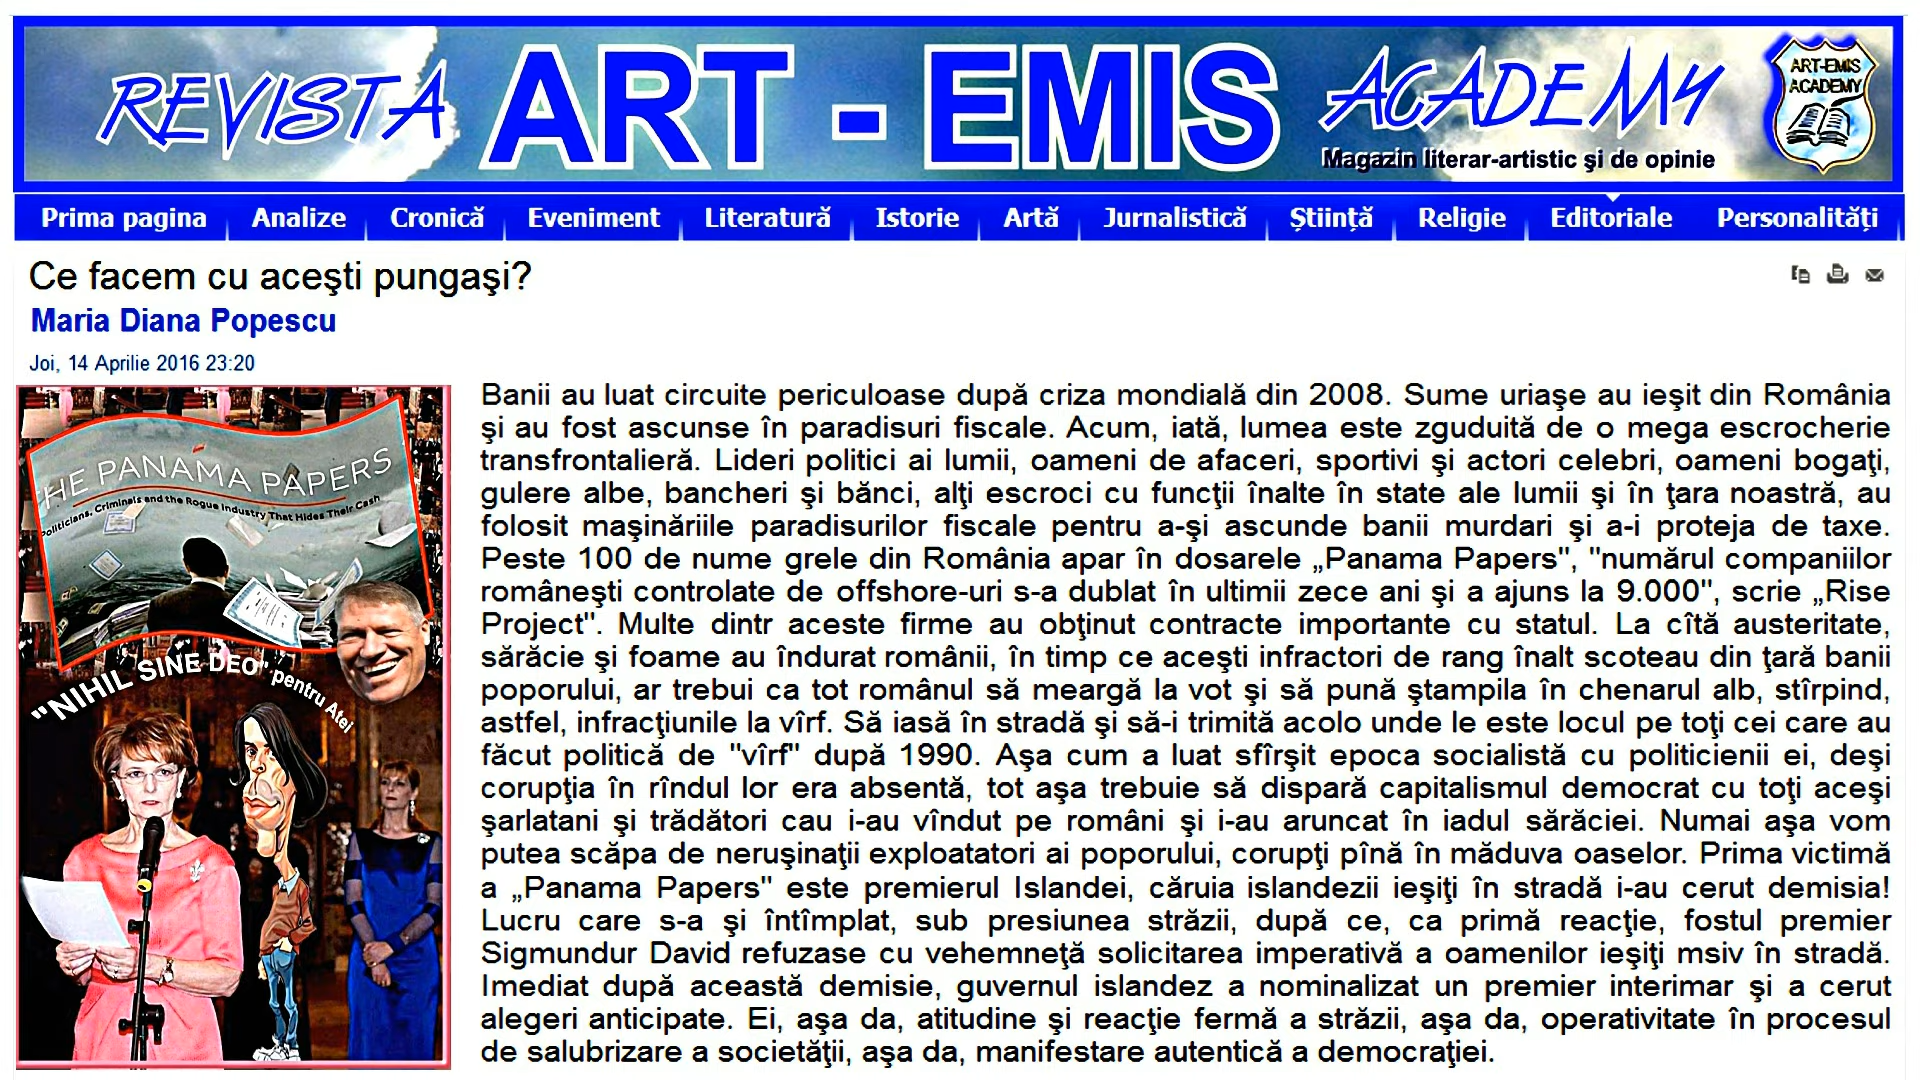 REVISTA ART - EMIS ACADEMY
Magazin literar-artistic şi de opinie
ART-EMIS
ACADEMY
Prima pagina Analize Cronică Eveniment Literatură Istorie Artă Jurnalistică Știință Religie Editoriale Personalități
Ce facem cu aceşti pungaşi?
Maria Diana Popescu
Joi, 14 Aprilie 2016 23:20
HE PANAMA PAPERS
oliticians, Criminals and the Rogue Industry That Hides Their Cash
"NIHIL SINE DEO" pentru Atei
Banii au luat circuite periculoase după criza mondială din 2008. Sume uriaşe au ieşit din România
şi au fost ascunse în paradisuri fiscale. Acum, iată, lumea este zguduită de o mega escrocherie
transfrontalieră. Lideri politici ai lumii, oameni de afaceri, sportivi şi actori celebri, oameni bogaţi,
gulere albe, bancheri şi bănci, alţi escroci cu funcţii înalte în state ale lumii şi în ţara noastră, au
folosit maşinăriile paradisurilor fiscale pentru a-şi ascunde banii murdari şi a-i proteja de taxe.
Peste 100 de nume grele din România apar în dosarele „Panama Papers", "numărul companiilor
româneşti controlate de offshore-uri s-a dublat în ultimii zece ani şi a ajuns la 9.000", scrie „Rise
Project". Multe dintr aceste firme au obţinut contracte importante cu statul. La cîtă austeritate,
sărăcie şi foame au îndurat românii, în timp ce aceşti infractori de rang înalt scoteau din ţară banii
poporului, ar trebui ca tot românul să meargă la vot şi să pună ştampila în chenarul alb, stîrpind,
astfel, infracţiunile la vîrf. Să iasă în stradă şi să-i trimită acolo unde le este locul pe toţi cei care au
făcut politică de "vîrf" după 1990. Aşa cum a luat sfîrşit epoca socialistă cu politicienii ei, deşi
corupţia în rîndul lor era absentă, tot aşa trebuie să dispară capitalismul democrat cu toţi aceşi
şarlatani şi trădători cau i-au vîndut pe români şi i-au aruncat în iadul sărăciei. Numai aşa vom
putea scăpa de neruşinaţii exploatatori ai poporului, corupţi pînă în măduva oaselor. Prima victimă
a „Panama Papers" este premierul Islandei, căruia islandezii ieşiţi în stradă i-au cerut demisia!
Lucru care s-a şi întîmplat, sub presiunea străzii, după ce, ca primă reacţie, fostul premier
Sigmundur David refuzase cu vehemneţă solicitarea imperativă a oamenilor ieşiţi msiv în stradă.
Imediat după această demisie, guvernul islandez a nominalizat un premier interimar şi a cerut
alegeri anticipate. Ei, aşa da, atitudine şi reacţie fermă a străzii, aşa da, operativitate în procesul
de salubrizare a societăţii, aşa da, manifestare autentică a democraţiei.